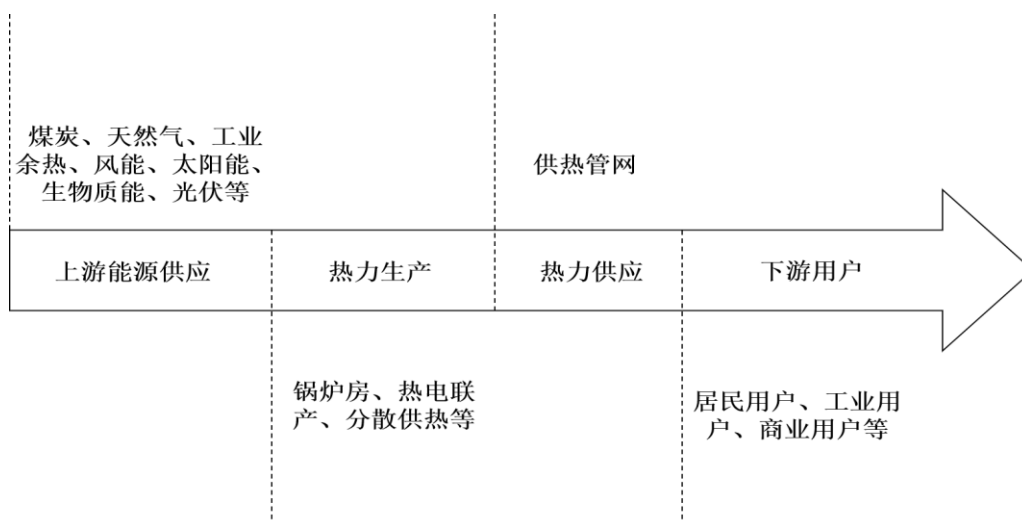 煤炭、天然气、工业
余热、风能、太阳能、
生物质能、光伏等
供热管网
上游能源供应
热力生产
热力供应
下游用户
锅炉房、热电联
产、分散供热等
居民用户、工业用
户、商业用户等